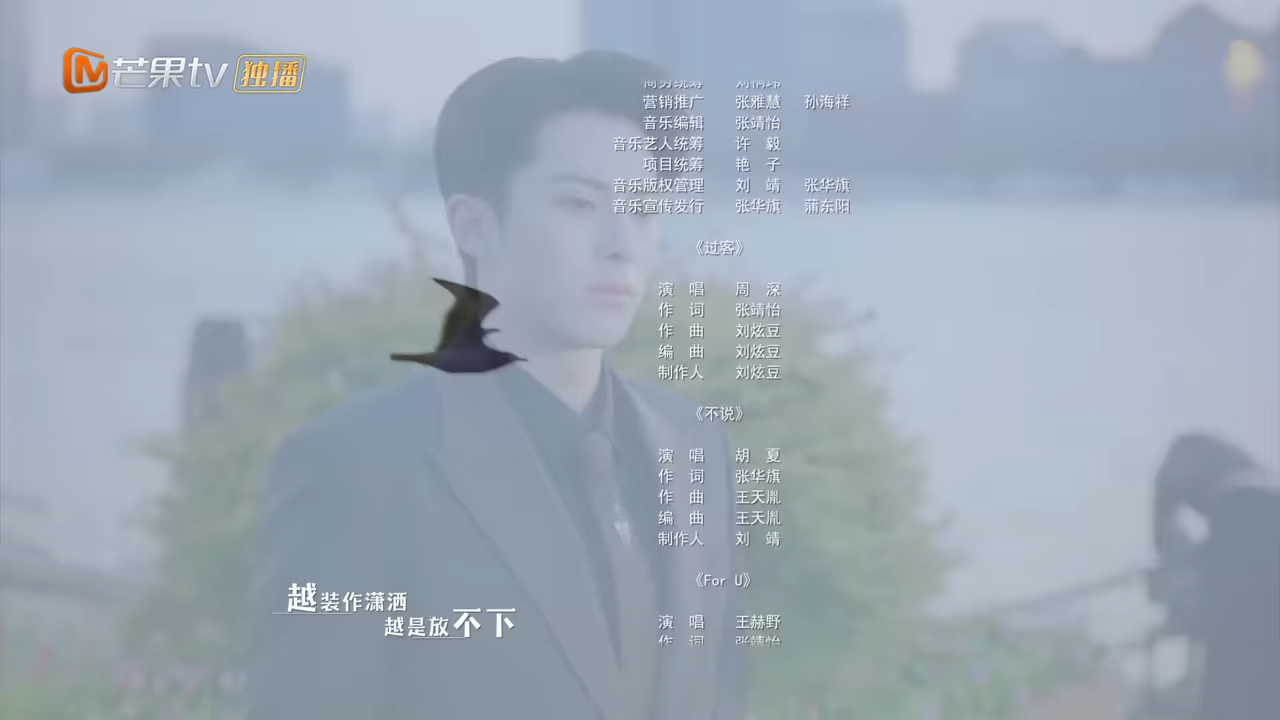 芒果tv 独播
营销推广 张雅慧 孙海祥
音乐编辑 张靖怡
音乐艺人统筹 许 毅
项目统筹 艳 子
音乐版权管理 刘 靖 张华旗
音乐宣传发行 张华旗 蒲东阳
《过客》
演 唱 周 深
作 词 张靖怡
作 曲 刘炫豆
编 曲 刘炫豆
制作人 刘炫豆
《不说》
演 唱 胡 夏
作 词 张华旗
作 曲 王天胤
编 曲 王天胤
制作人 刘 靖
《For U》
演 唱 王赫野
作 词 张靖怡
越装作潇洒
越是放不下